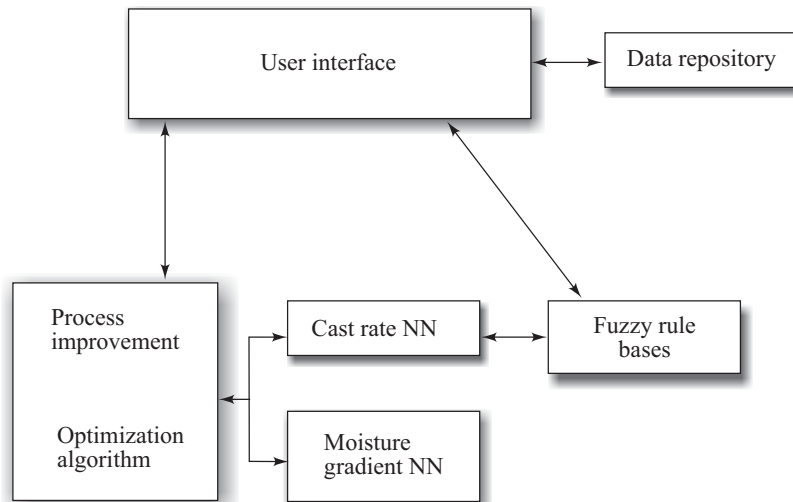 User interface
Data repository
Process
improvement
Cast rate NN
Fuzzy rule
bases
Optimization
algorithm
Moisture
gradient NN